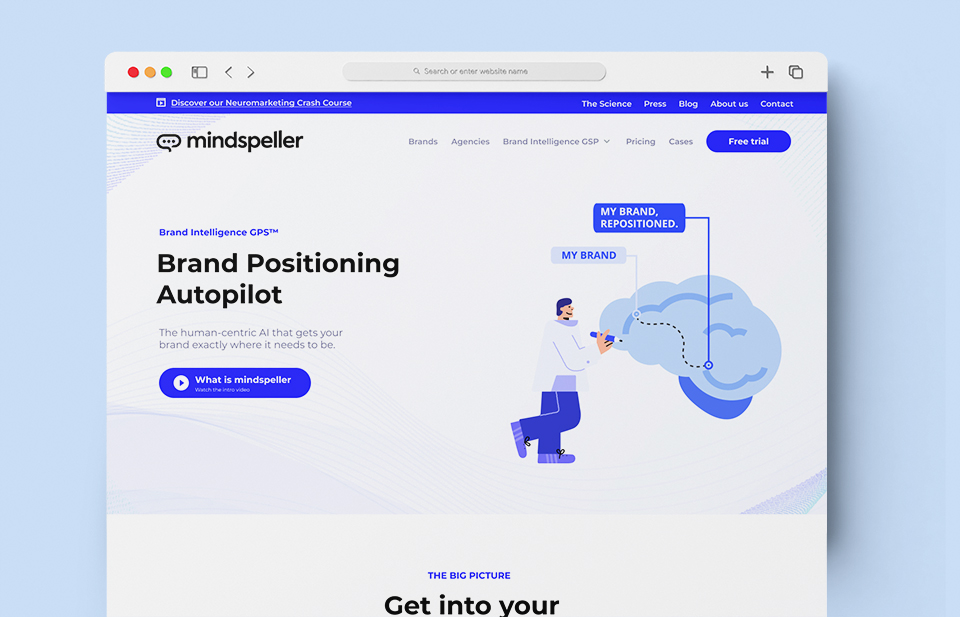 Search or enter website name
Discover our Neuromarketing Crash Course
The Science Press Blog About us Contact
mindspeller
Brands Agencies Brand Intelligence GSP Pricing Cases Free trial
MY BRAND,
REPOSITIONED.
MY BRAND
Brand Intelligence GPS™
Brand Positioning
Autopilot
The human-centric AI that gets your
brand exactly where it needs to be.
What is mindspeller
Watch the intro video
THE BIG PICTURE
Get into your